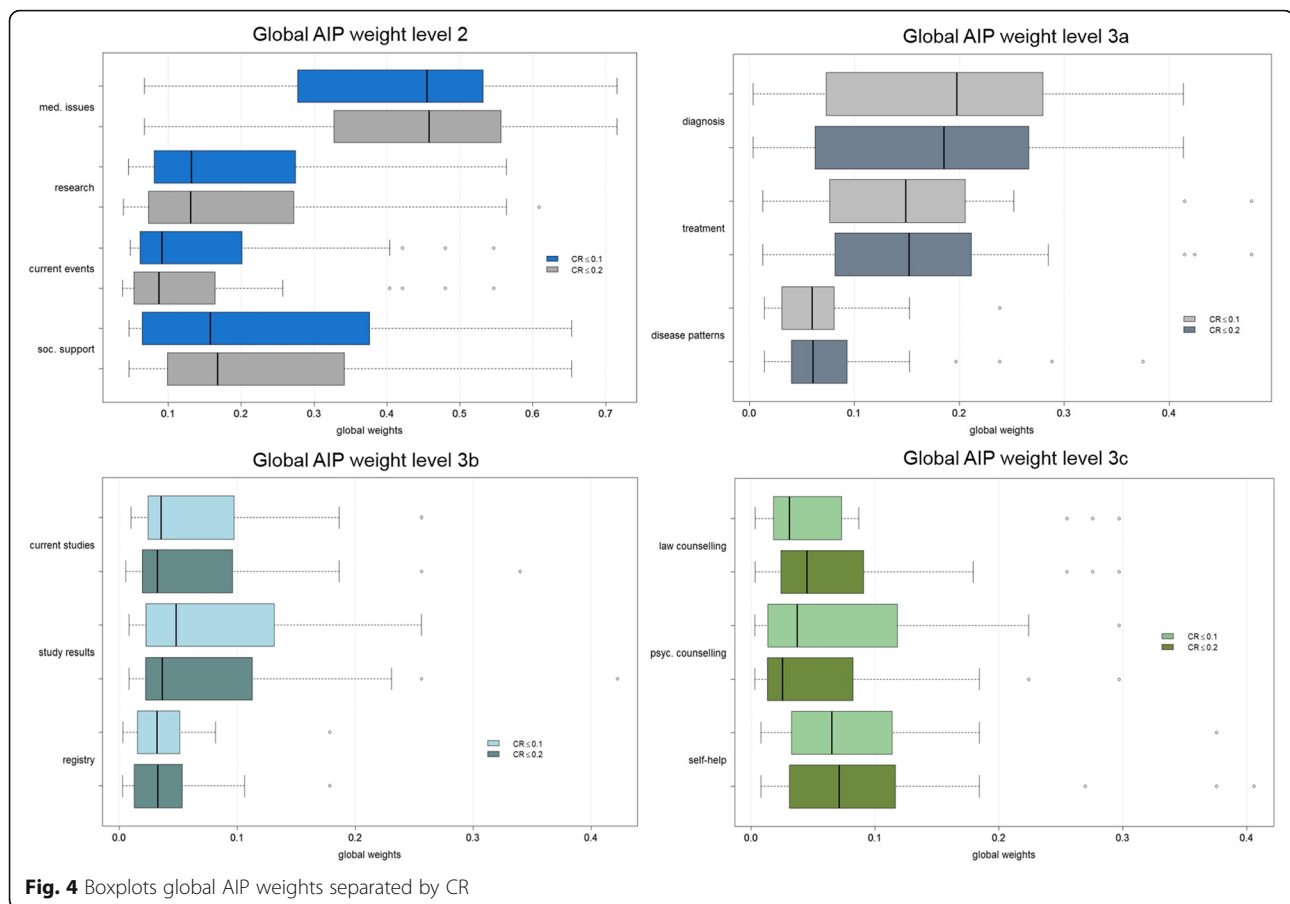 Global AIP weight level 2
med. issues
research
current events
soc. support
CR ≤ 0.1
CR ≤ 0.2
0.1 0.2 0.3 0.4 0.5 0.6 0.7
global weights
Global AIP weight level 3a
diagnosis
treatment
disease patterns
CR ≤ 0.1
CR ≤ 0.2
0.0 0.1 0.2 0.3 0.4
global weights
Global AIP weight level 3b
current studies
study results
registry
CR ≤ 0.1
CR ≤ 0.2
0.0 0.1 0.2 0.3 0.4
global weights
Global AIP weight level 3c
law counselling
psyc. counselling
self-help
CR ≤ 0.1
CR ≤ 0.2
0.0 0.1 0.2 0.3 0.4
global weights
Fig. 4 Boxplots global AIP weights separated by CR